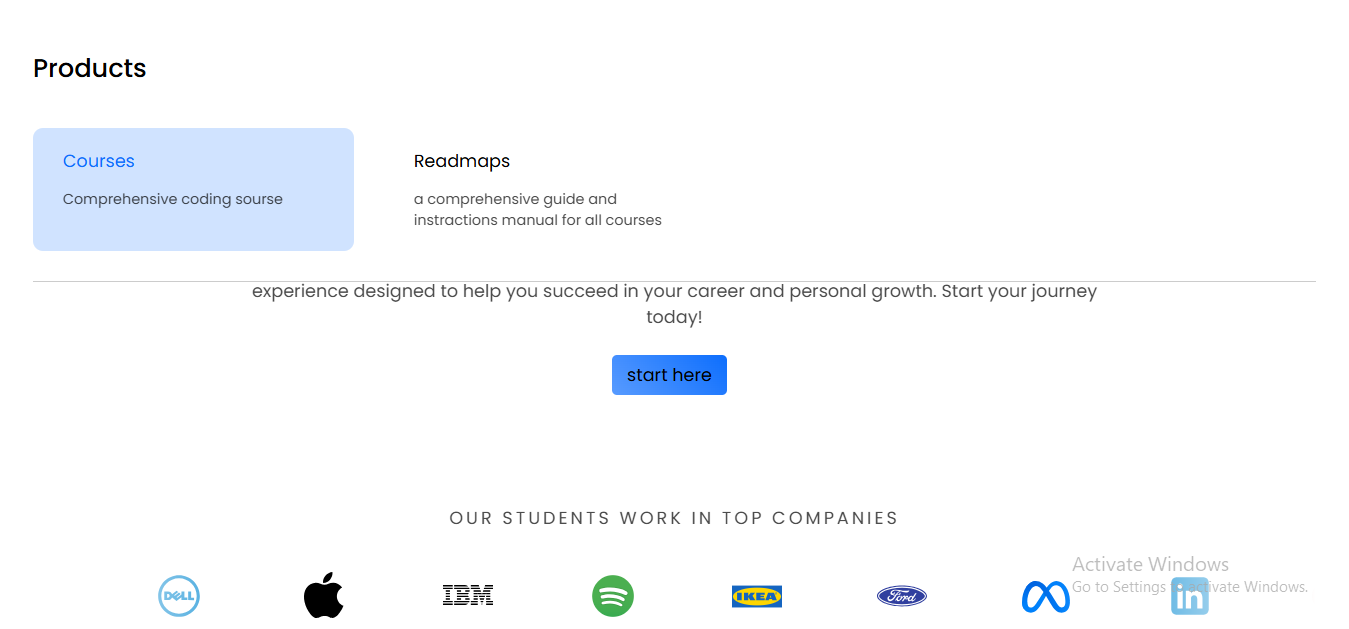 Products
Courses
Comprehensive coding sourse
Readmaps
a comprehensive guide and
instractions manual for all courses
experience designed to help you succeed in your career and personal growth. Start your journey
today!
start here
OUR STUDENTS WORK IN TOP COMPANIES
DELL
IBM
IKEA
Ford
in
Activate Windows
Go to Settings to activate Windows.